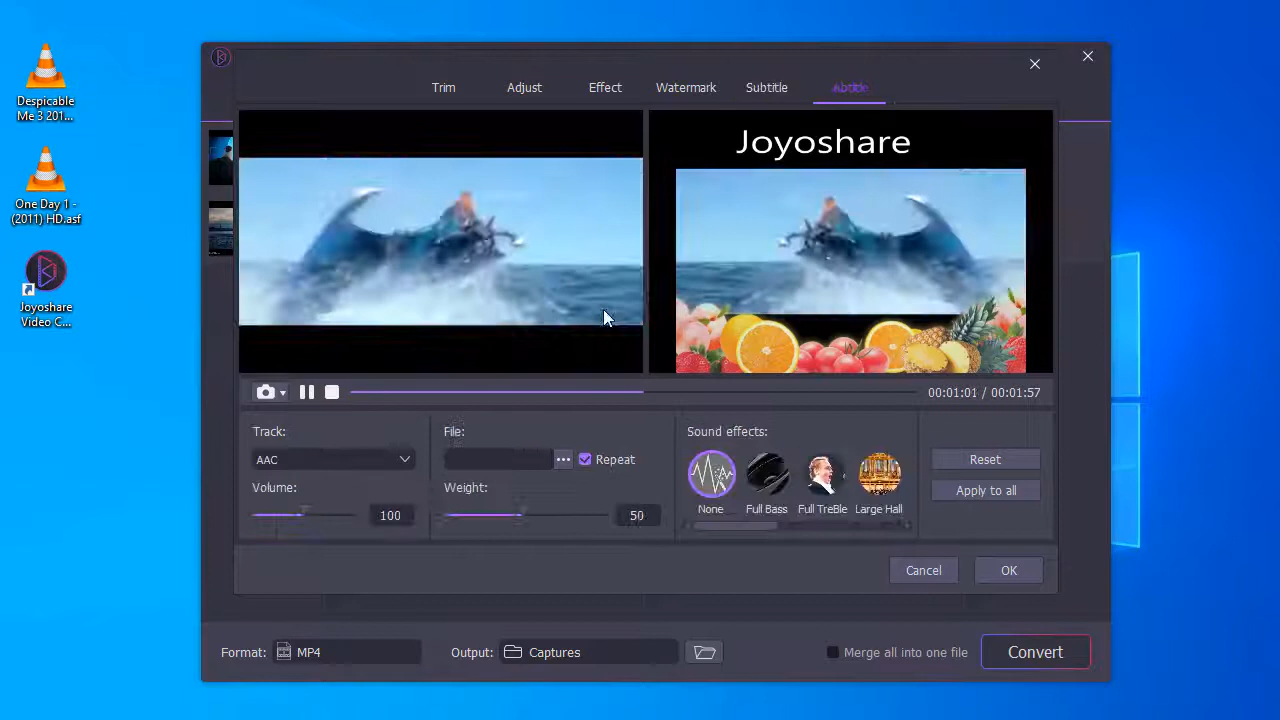 Despicable
Me 3 201...
One Day 1 -
(2011) HD.asf
Joyoshare
Video C...
Trim
Adjust
Effect
Watermark
Subtitle
Joyoshare
00:01:01 / 00:01:57
Track:
File:
Sound effects:
AAC
Repeat
Reset
Volume:
Weight:
Apply to all
100
50
None
Full Bass
Full TreBle
Large Hall
Cancel
OK
Format:
MP4
Output:
Captures
Merge all into one file
Convert